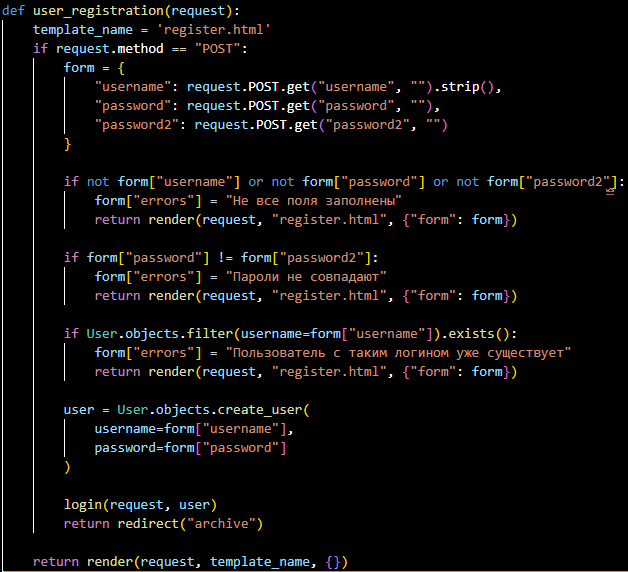 def user_registration(request):
    template_name = 'register.html'
    if request.method == "POST":
        form = {
            "username": request.POST.get("username", "").strip(),
            "password": request.POST.get("password", ""),
            "password2": request.POST.get("password2", "")
        }

        if not form["username"] or not form["password"] or not form["password2"]:
            form["errors"] = "Не все поля заполнены"
            return render(request, "register.html", {"form": form})

        if form["password"] != form["password2"]:
            form["errors"] = "Пароли не совпадают"
            return render(request, "register.html", {"form": form})

        if User.objects.filter(username=form["username"]).exists():
            form["errors"] = "Пользователь с таким логином уже существует"
            return render(request, "register.html", {"form": form})

        user = User.objects.create_user(
            username=form["username"],
            password=form["password"]
        )

        login(request, user)
        return redirect("archive")

    return render(request, template_name, {})